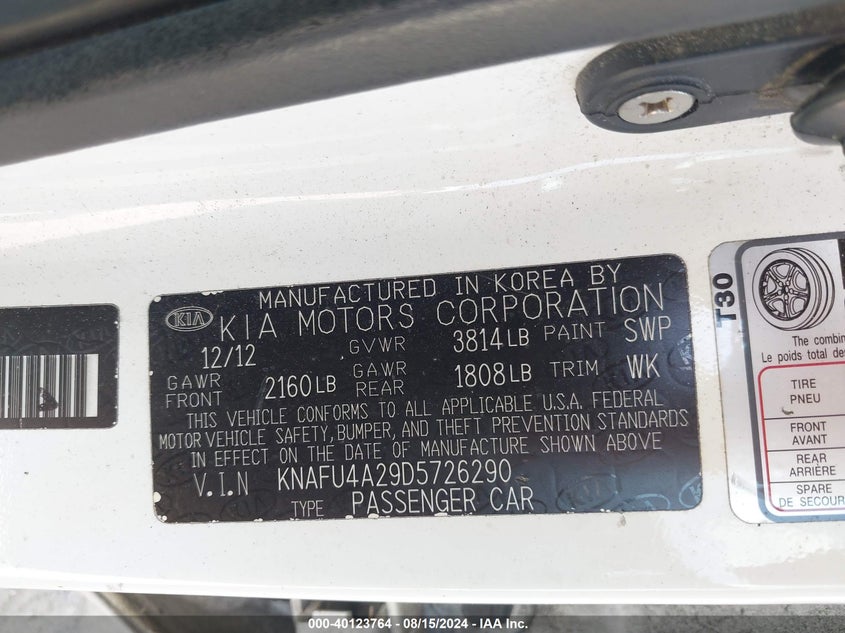 MANUFACTURED IN KOREA BY
KIA KIA MOTORS CORPORATION
12/12 GVWR 3814LB PAINT SWP
GAWR FRONT 2160LB GAWR REAR 1808LB TRIM WK
THIS VEHICLE CONFORMS TO ALL APPLICABLE U.S.A. FEDERAL
MOTOR VEHICLE SAFETY, BUMPER, AND THEFT PREVENTION STANDARDS
IN EFFECT ON THE DATE OF MANUFACTURE SHOWN ABOVE
V.I.N KNAFU4A29D5726290
TYPE PASSENGER CAR
T30
The combine
Le poids total des
TIRE
PNEU
FRONT
AVANT
REAR
ARRIÈRE
SPARE
DE SECOUR
000-40123764 - 08/15/2024 - IAA Inc.